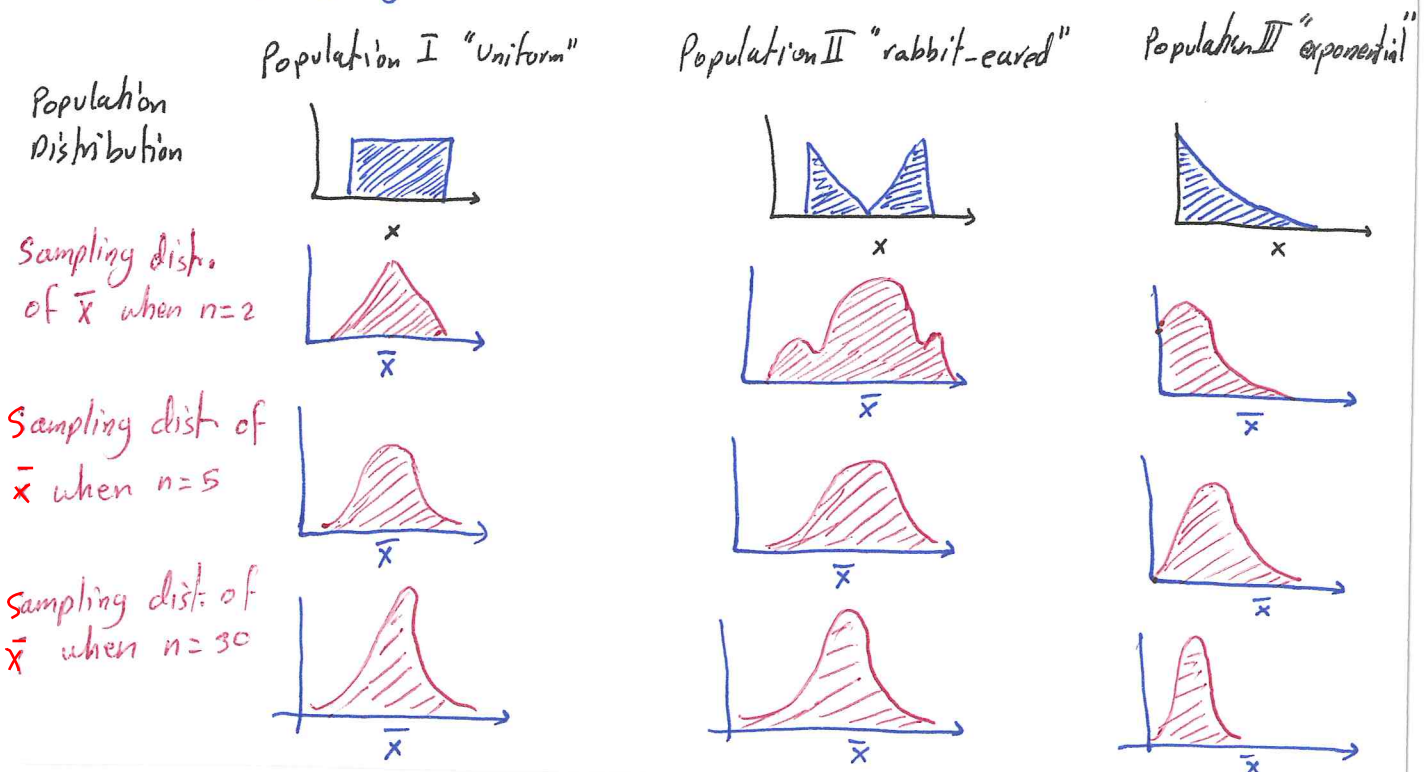 Population I "Uniform"
Population II "rabbit-eared"
Population III "exponential"
Population
Distribution
x
x
x
Sampling dist.
of x̄ when n=2
x̄
x̄
x̄
Sampling dist of
x̄ when n=5
x̄
x̄
x̄
Sampling dist. of
x̄ when n=30
x̄
x̄
x̄